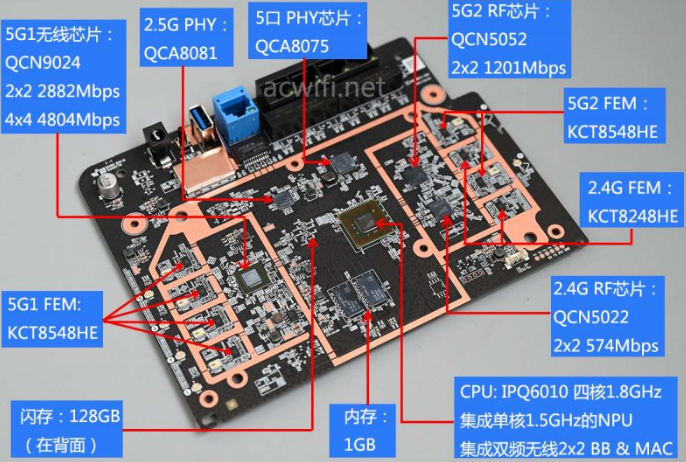 5G1无线芯片：
QCN9024
2x2 2882Mbps
4x4 4804Mbps
2.5G PHY：
QCA8081
5口 PHY芯片：
QCA8075
5G2 RF芯片：
QCN5052
2x2 1201Mbps
acwifi.net
5G2 FEM：
KCT8548HE
2.4G FEM：
KCT8248HE
5G1 FEM:
KCT8548HE
2.4G RF芯片：
QCN5022
2x2 574Mbps
闪存：128GB
（在背面）
内存：
1GB
CPU: IPQ6010 四核1.8GHz
集成单核1.5GHz的NPU
集成双频无线2x2 BB & MAC